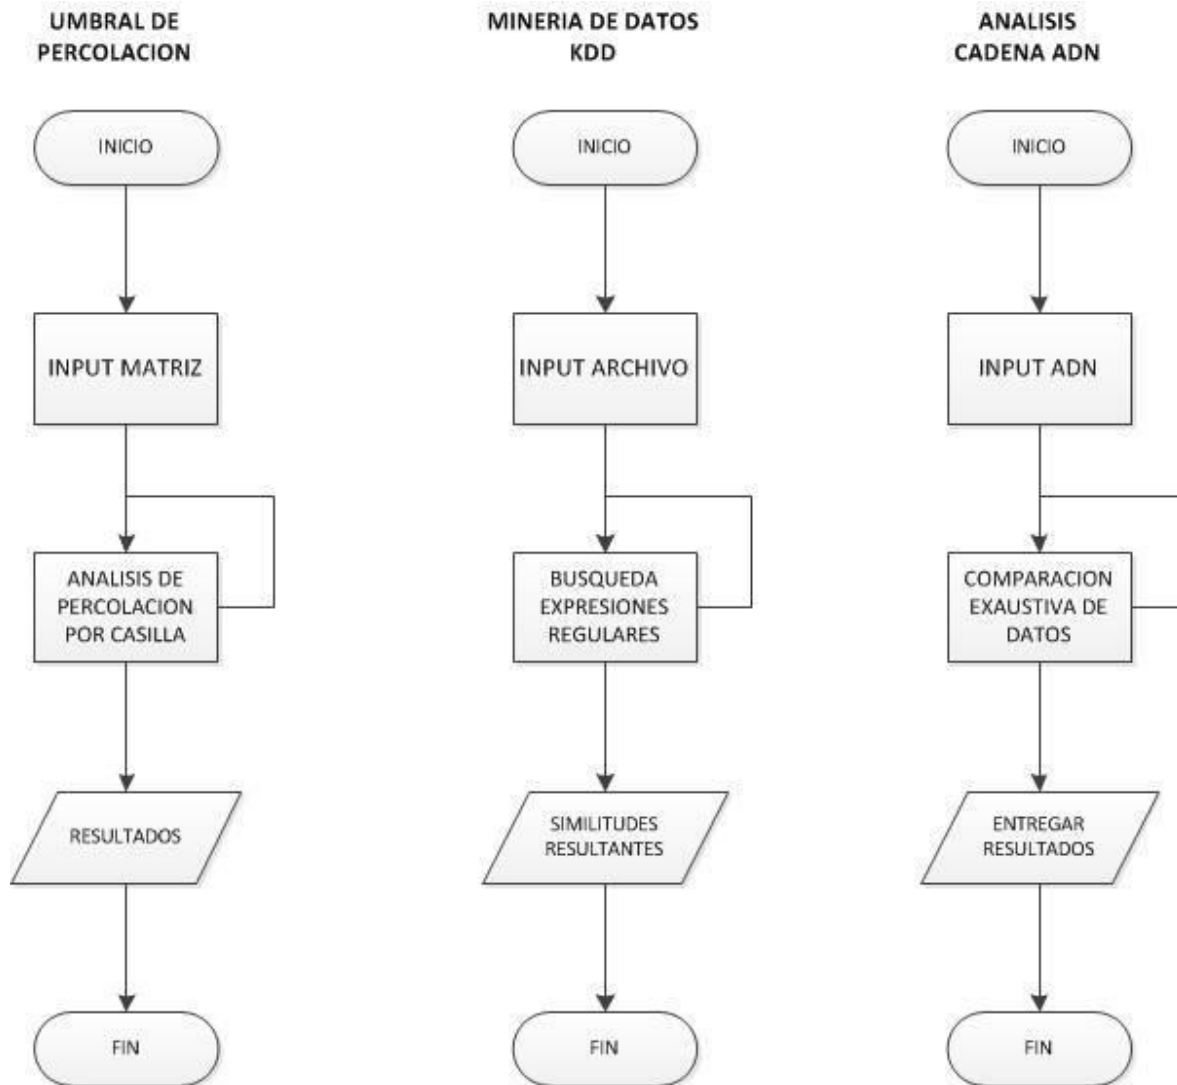 UMBRAL DE
PERCOLACION
INICIO
INPUT MATRIZ
ANALISIS DE
PERCOLACION
POR CASILLA
RESULTADOS
FIN
MINERIA DE DATOS
KDD
INICIO
INPUT ARCHIVO
BUSQUEDA
EXPRESIONES
REGULARES
SIMILITUDES
RESULTANTES
FIN
ANALISIS
CADENA ADN
INICIO
INPUT ADN
COMPARACION
EXAUSTIVA DE
DATOS
ENTREGAR
RESULTADOS
FIN